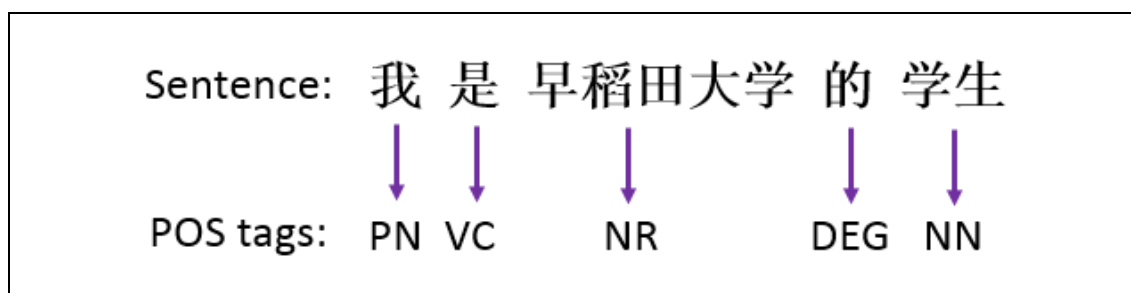 Sentence: 我 是 早稻田大学 的 学生
POS tags: PN VC NR DEG NN